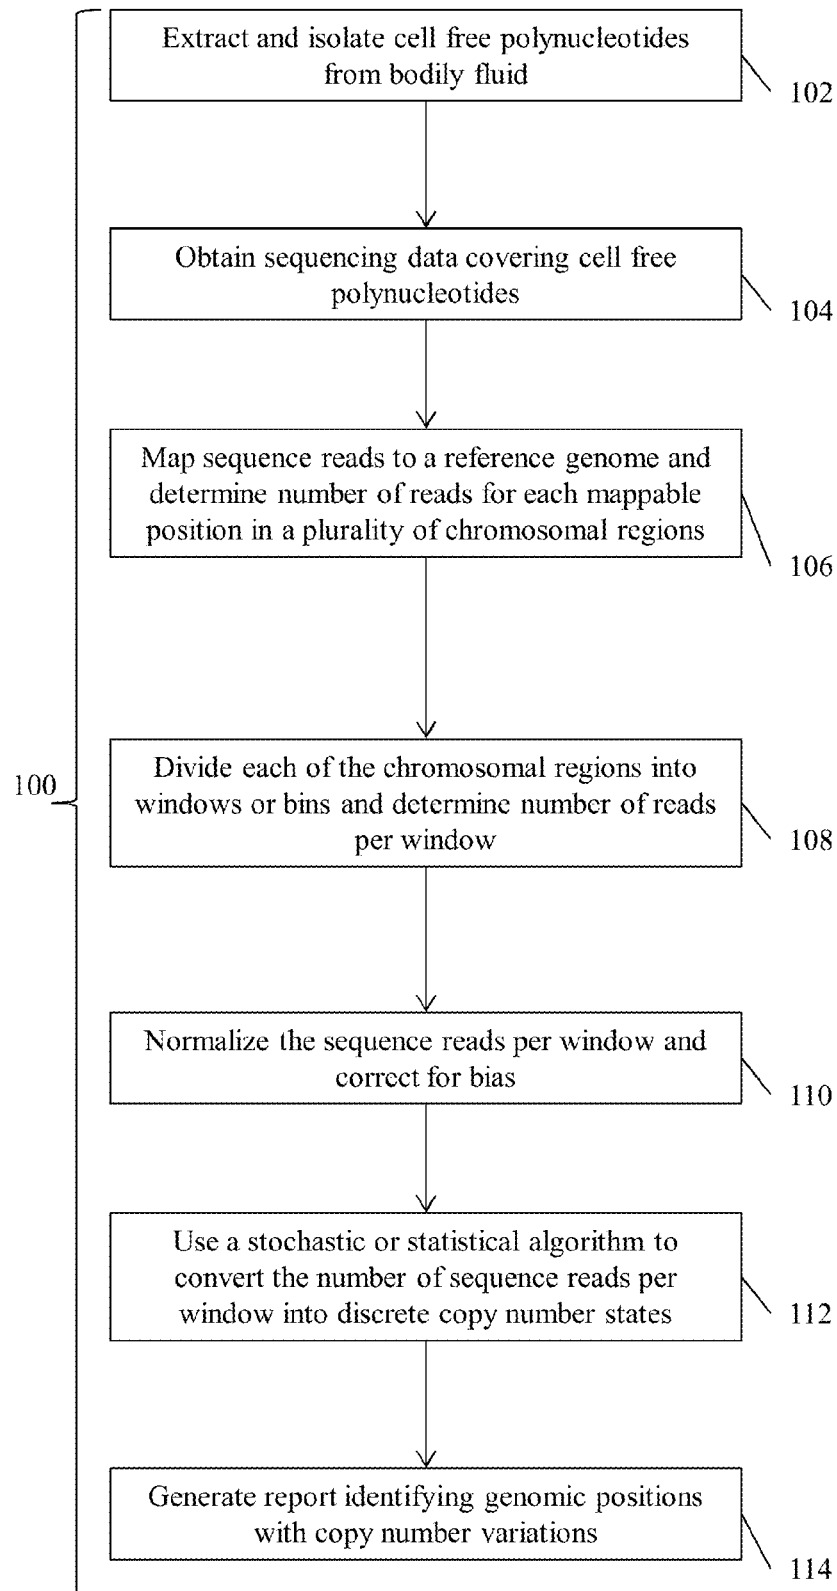 Extract and isolate cell free polynucleotides
from bodily fluid
102
Obtain sequencing data covering cell free
polynucleotides
104
Map sequence reads to a reference genome and
determine number of reads for each mappable
position in a plurality of chromosomal regions
106
100
Divide each of the chromosomal regions into
windows or bins and determine number of reads
per window
108
Normalize the sequence reads per window and
correct for bias
110
Use a stochastic or statistical algorithm to
convert the number of sequence reads per
window into discrete copy number states
112
Generate report identifying genomic positions
with copy number variations
114